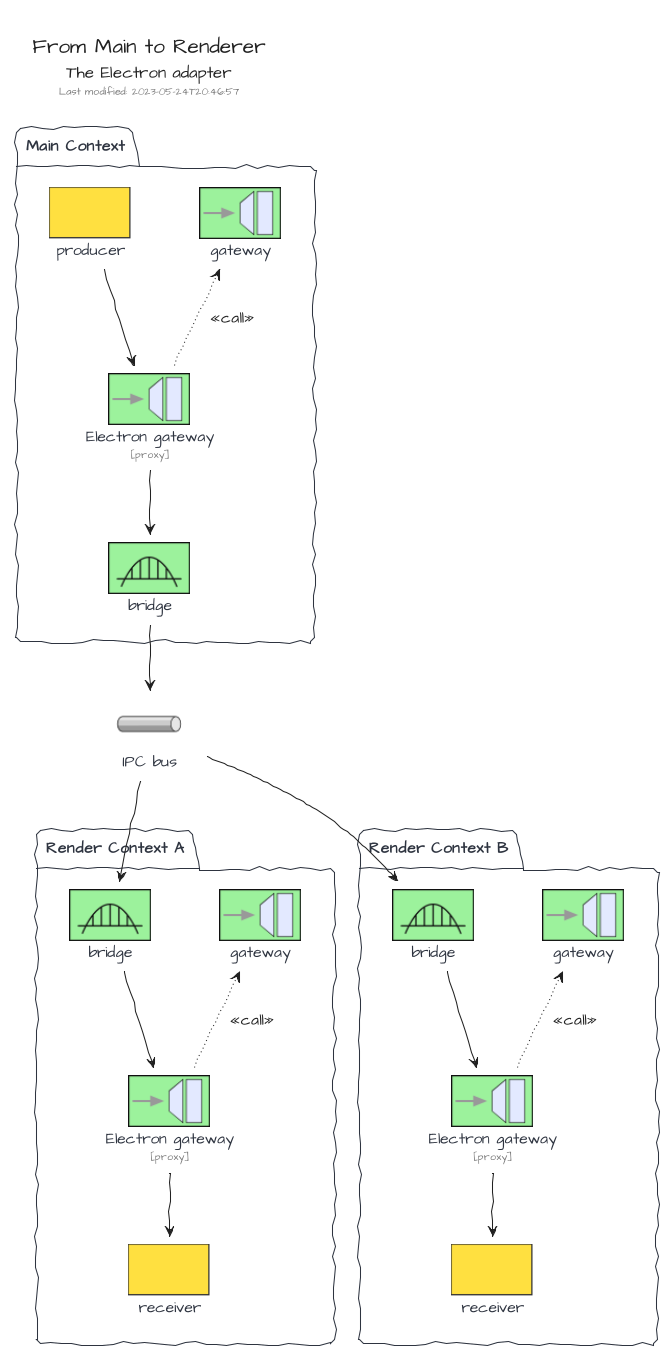 From Main to Renderer
The Electron adapter
Last modified: 2023-05-24T20:46:57
Main Context
producer
gateway
«call»
Electron gateway
[proxy]
bridge
IPC bus
Render Context A
Render Context B
bridge
gateway
bridge
gateway
«call»
«call»
Electron gateway
[proxy]
Electron gateway
[proxy]
receiver
receiver